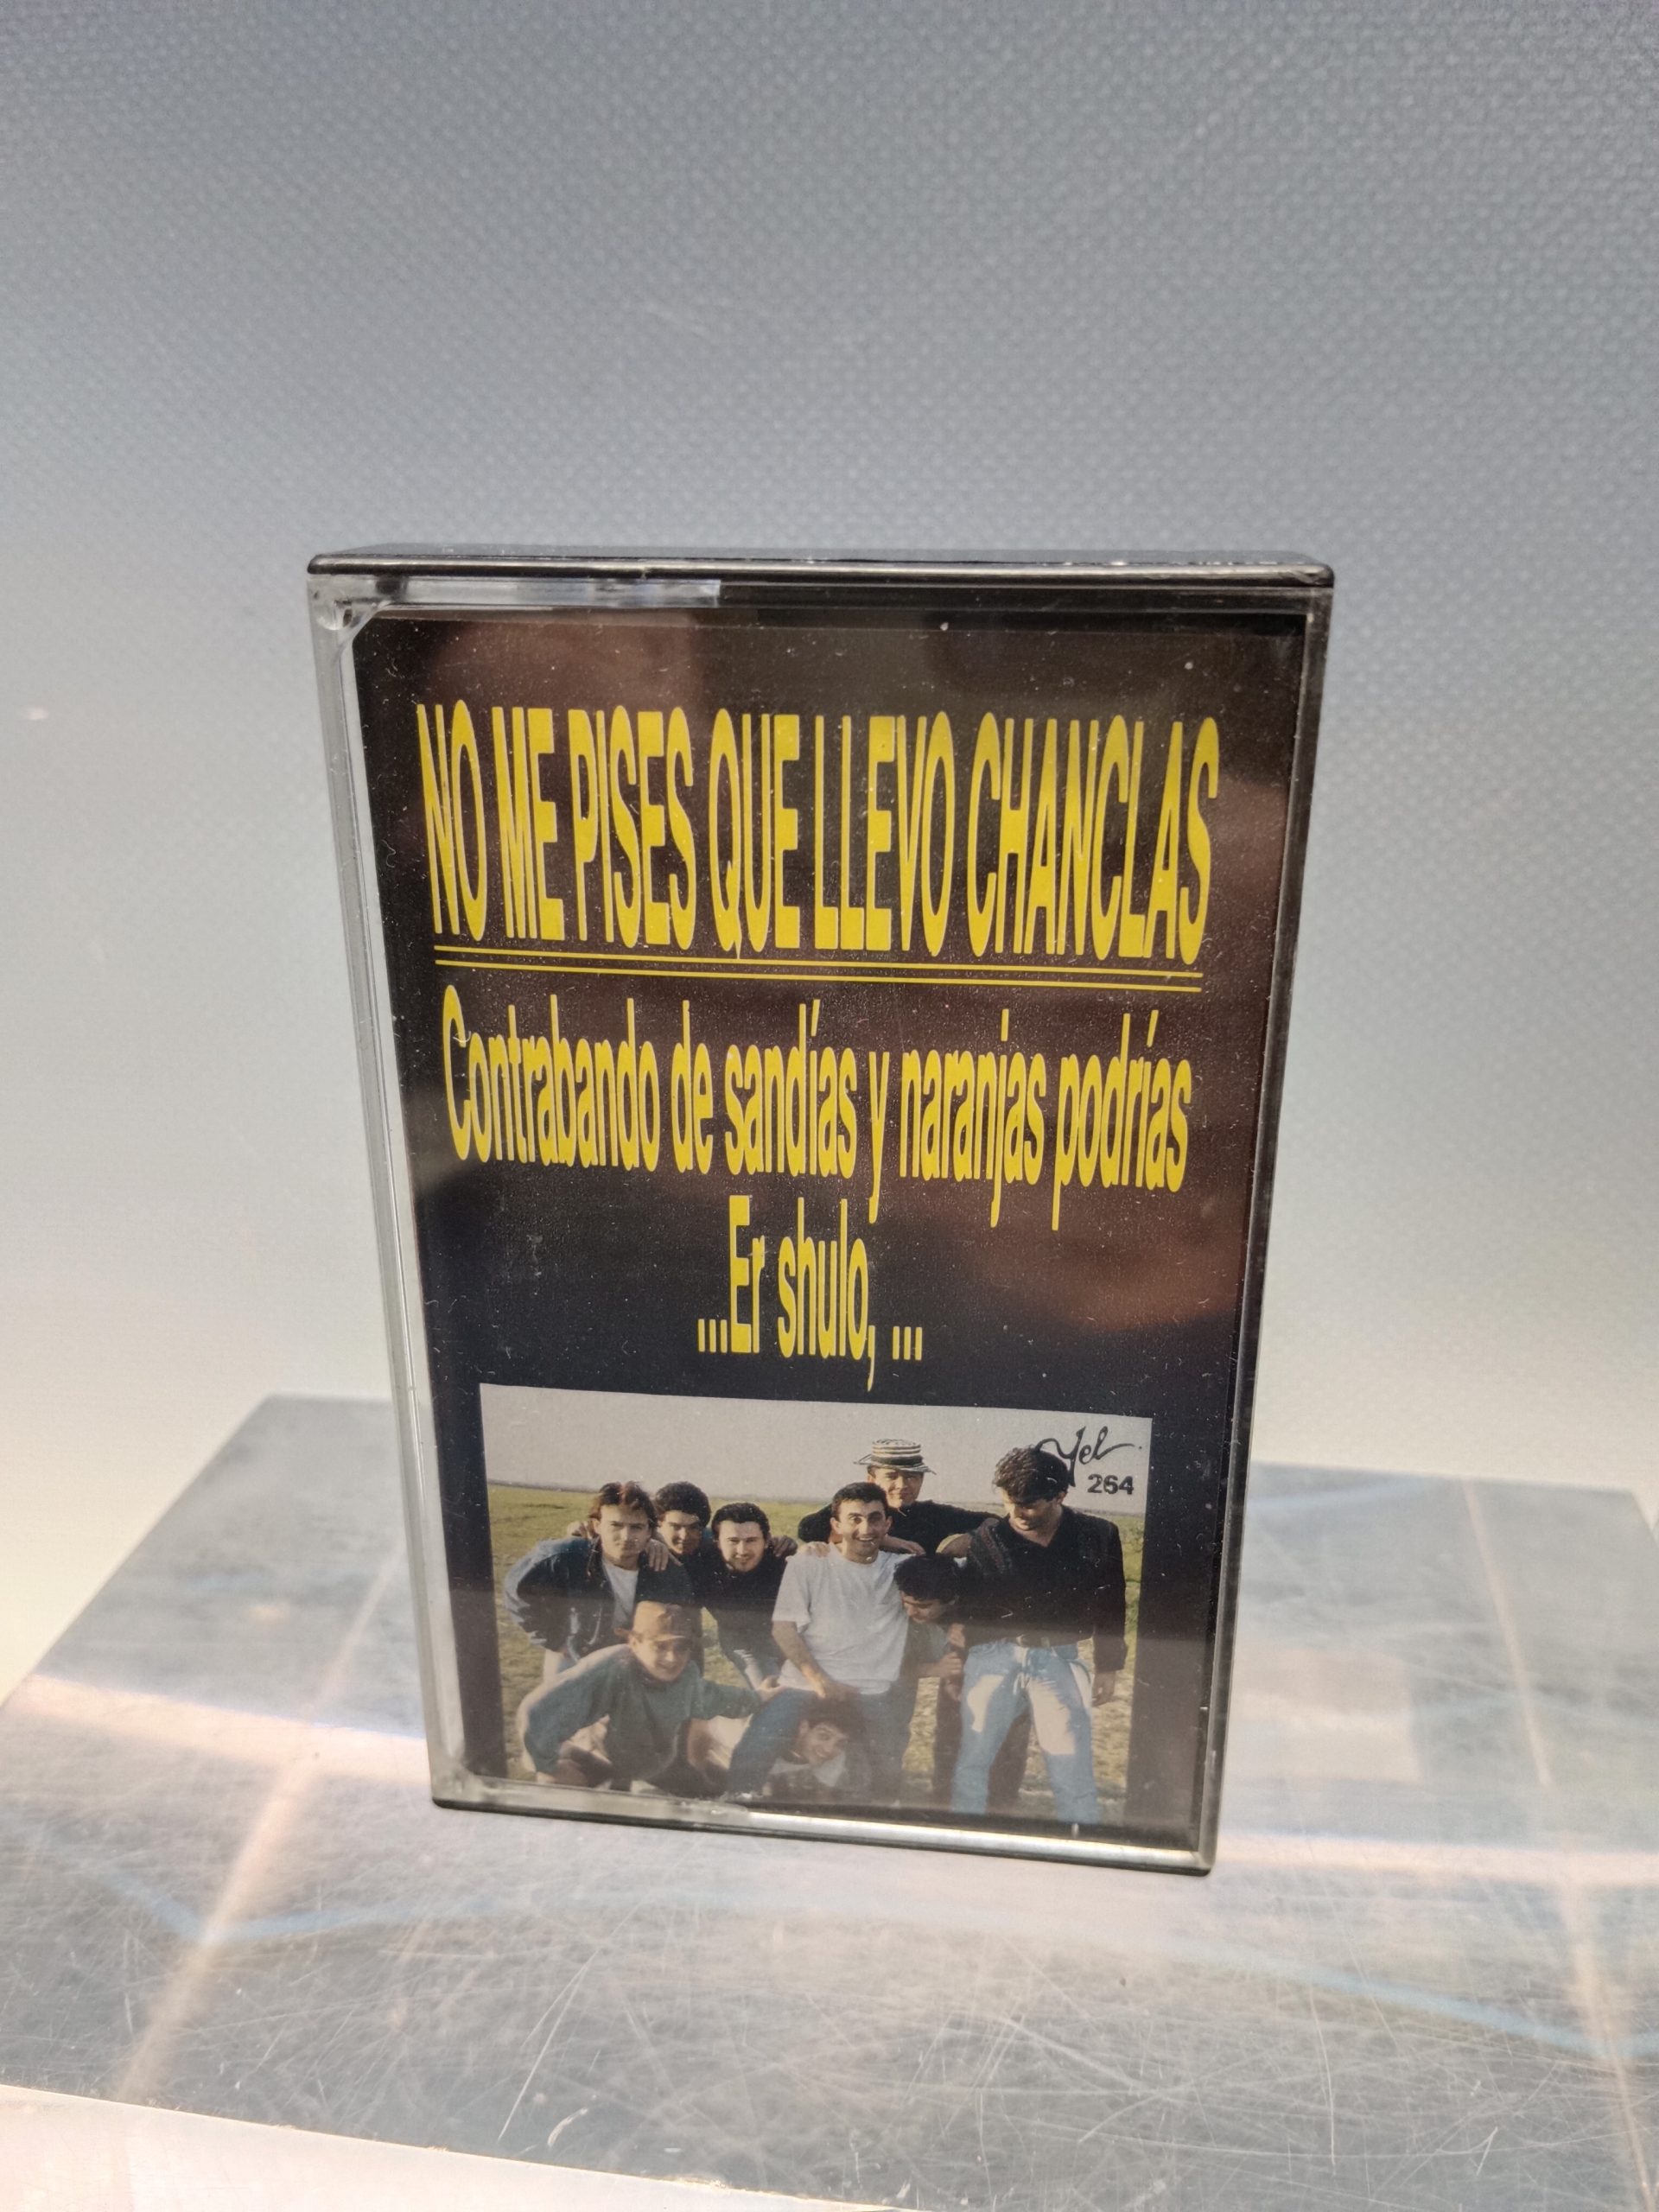 NO ME PISES QUE LLEVO CHANCLAS
Contrabando de sandías y naranjas podrías
...Er shulo, ...
Yel
264